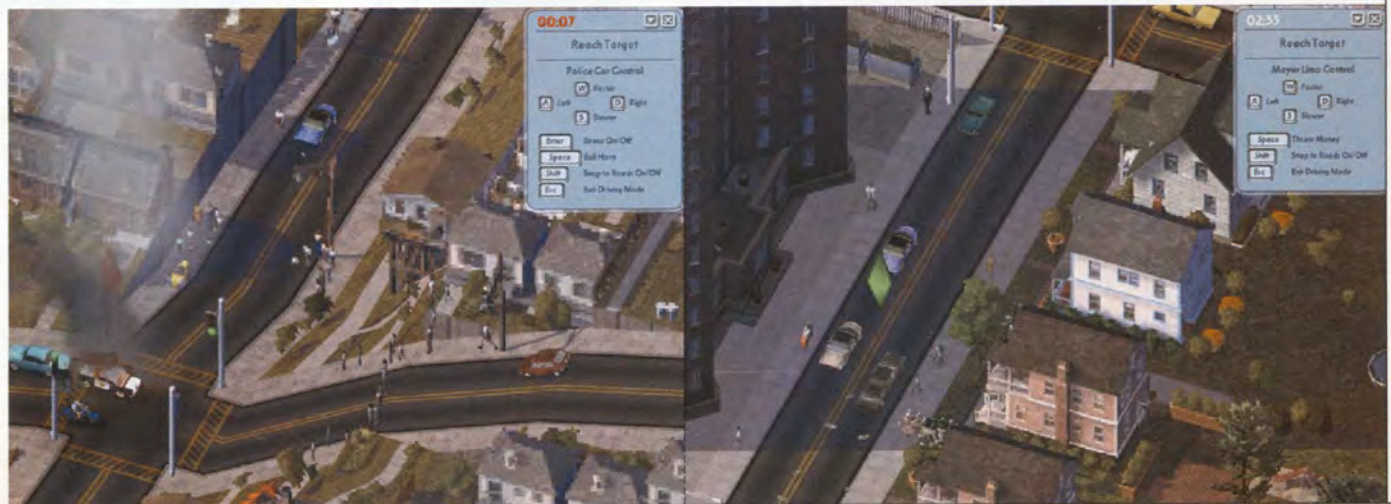 00:07
Reach Target
Police Car Control
W Faster
A Left D Right
S Slower
Enter Sirens On/Off
Space Bull Horn
Shift Snap to Roads On/Off
Esc Exit Driving Mode
02:33
Reach Target
Mayor Limo Control
W Faster
A Left D Right
S Slower
Space Throw Money
Shift Snap to Roads On/Off
Esc Exit Driving Mode